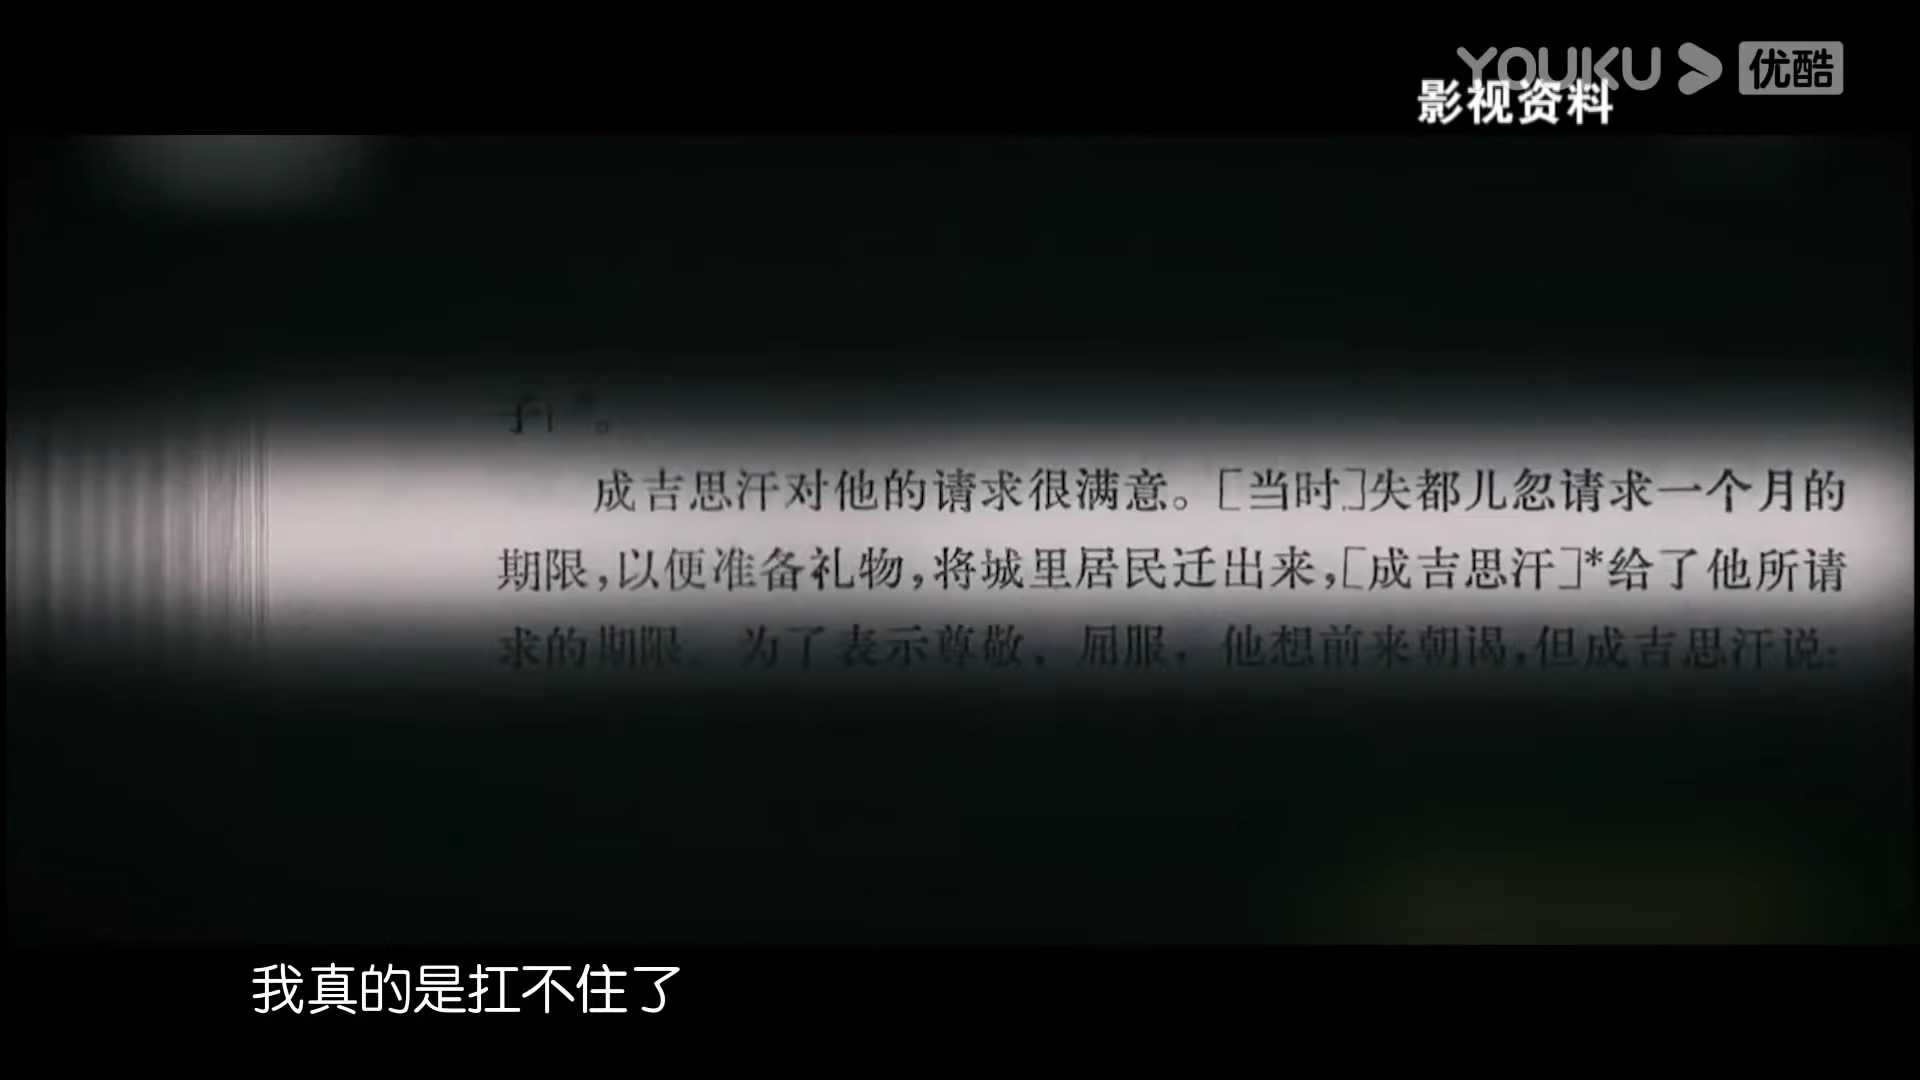 YOUKU 优酷
影视资料
子
成吉思汗对他的请求很满意。[当时]失都儿忽请求一个月的
期限,以便准备礼物,将城里居民迁出来,[成吉思汗]*给了他所请
求的期限。为了表示尊敬、屈服,他想前来朝谒,但成吉思汗说:
我真的是扛不住了